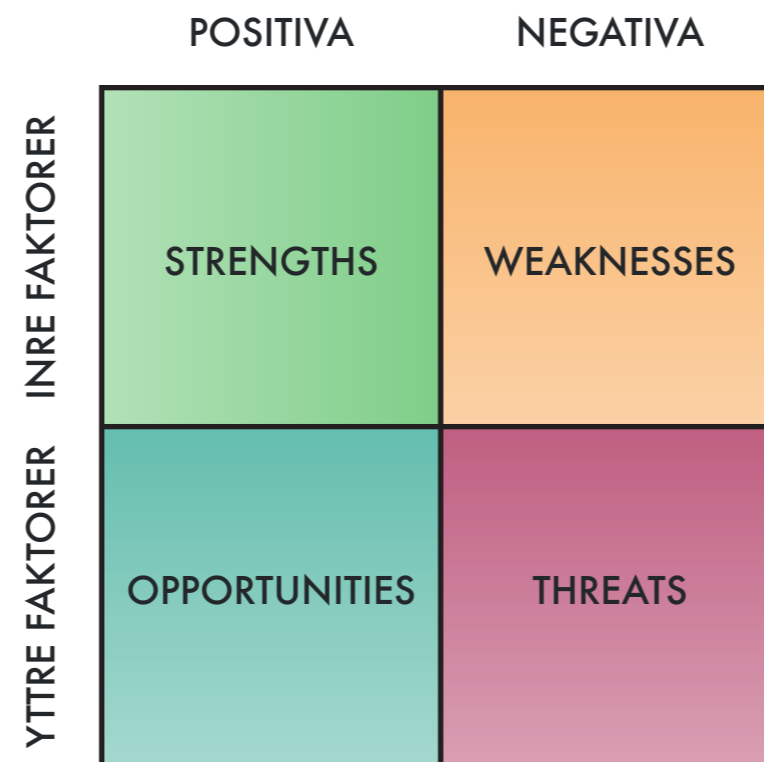 POSITIVA
NEGATIVA
INRE FAKTORER
STRENGTHS
WEAKNESSES
YTTRE FAKTORER
OPPORTUNITIES
THREATS